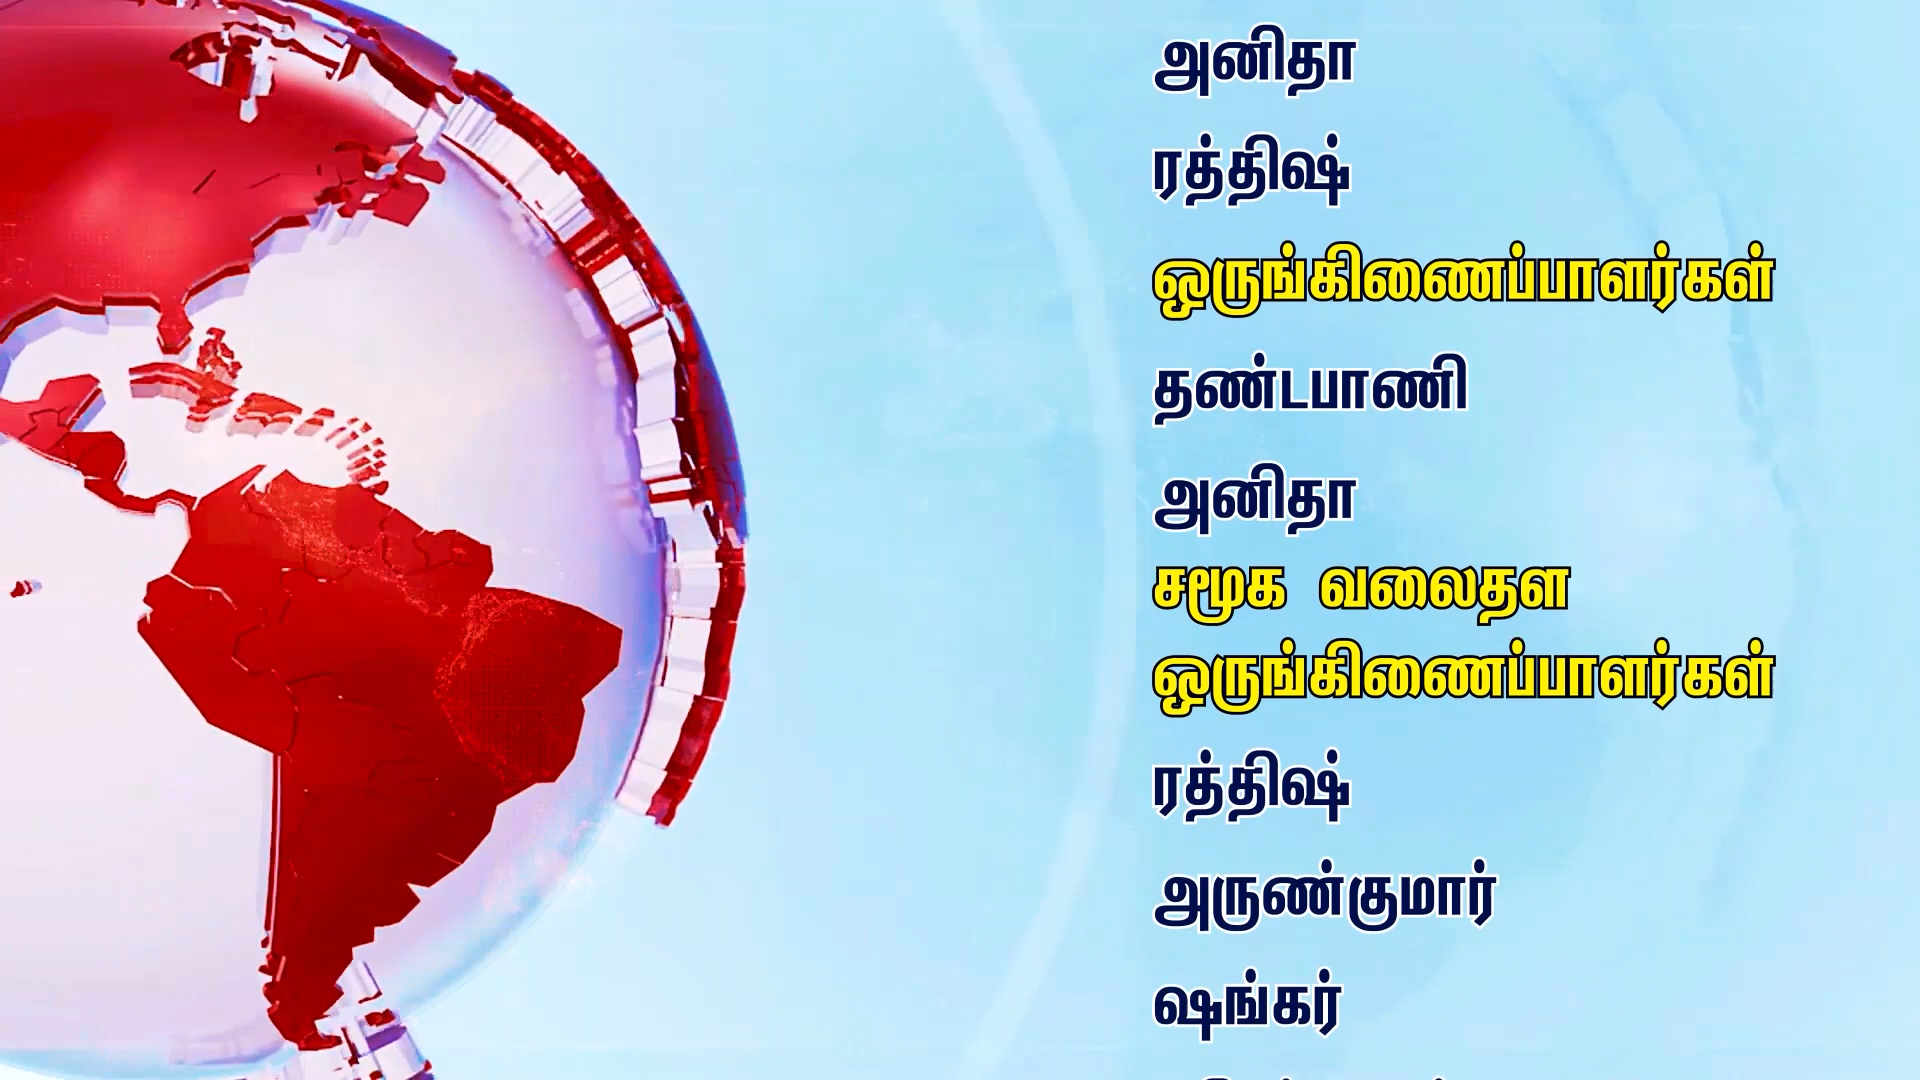 அனிதா
ரத்திஷ்
ஒருங்கிணைப்பாளர்கள்
தண்டபாணி
அனிதா
சமூக வலைதள
ஒருங்கிணைப்பாளர்கள்
ரத்திஷ்
அருண்குமார்
ஷங்கர்